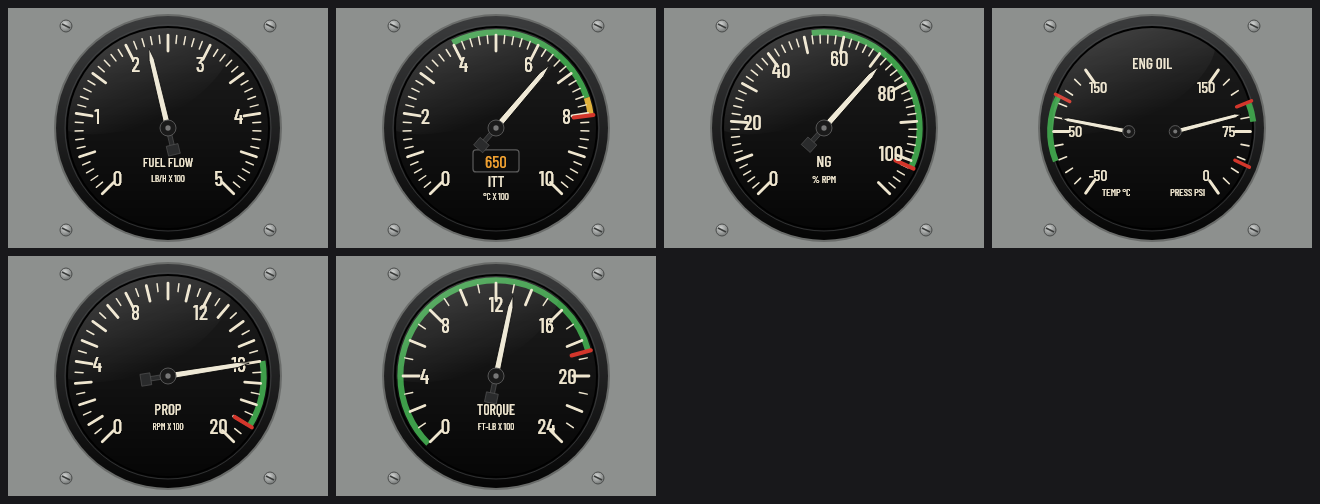 2 3
1 4
FUEL FLOW
LB/H X 100
0 5
4 6
2 8
650
0 ITT 10
°C X 100
60
40 80
20
100
NG
% RPM
0
ENG OIL
150 150
50 75
-50 0
TEMP °C PRESS PSI
8 12
4 16
PROP
0 RPM X 100 20
12
8 16
4 20
TORQUE
0 FT-LB X 100 24